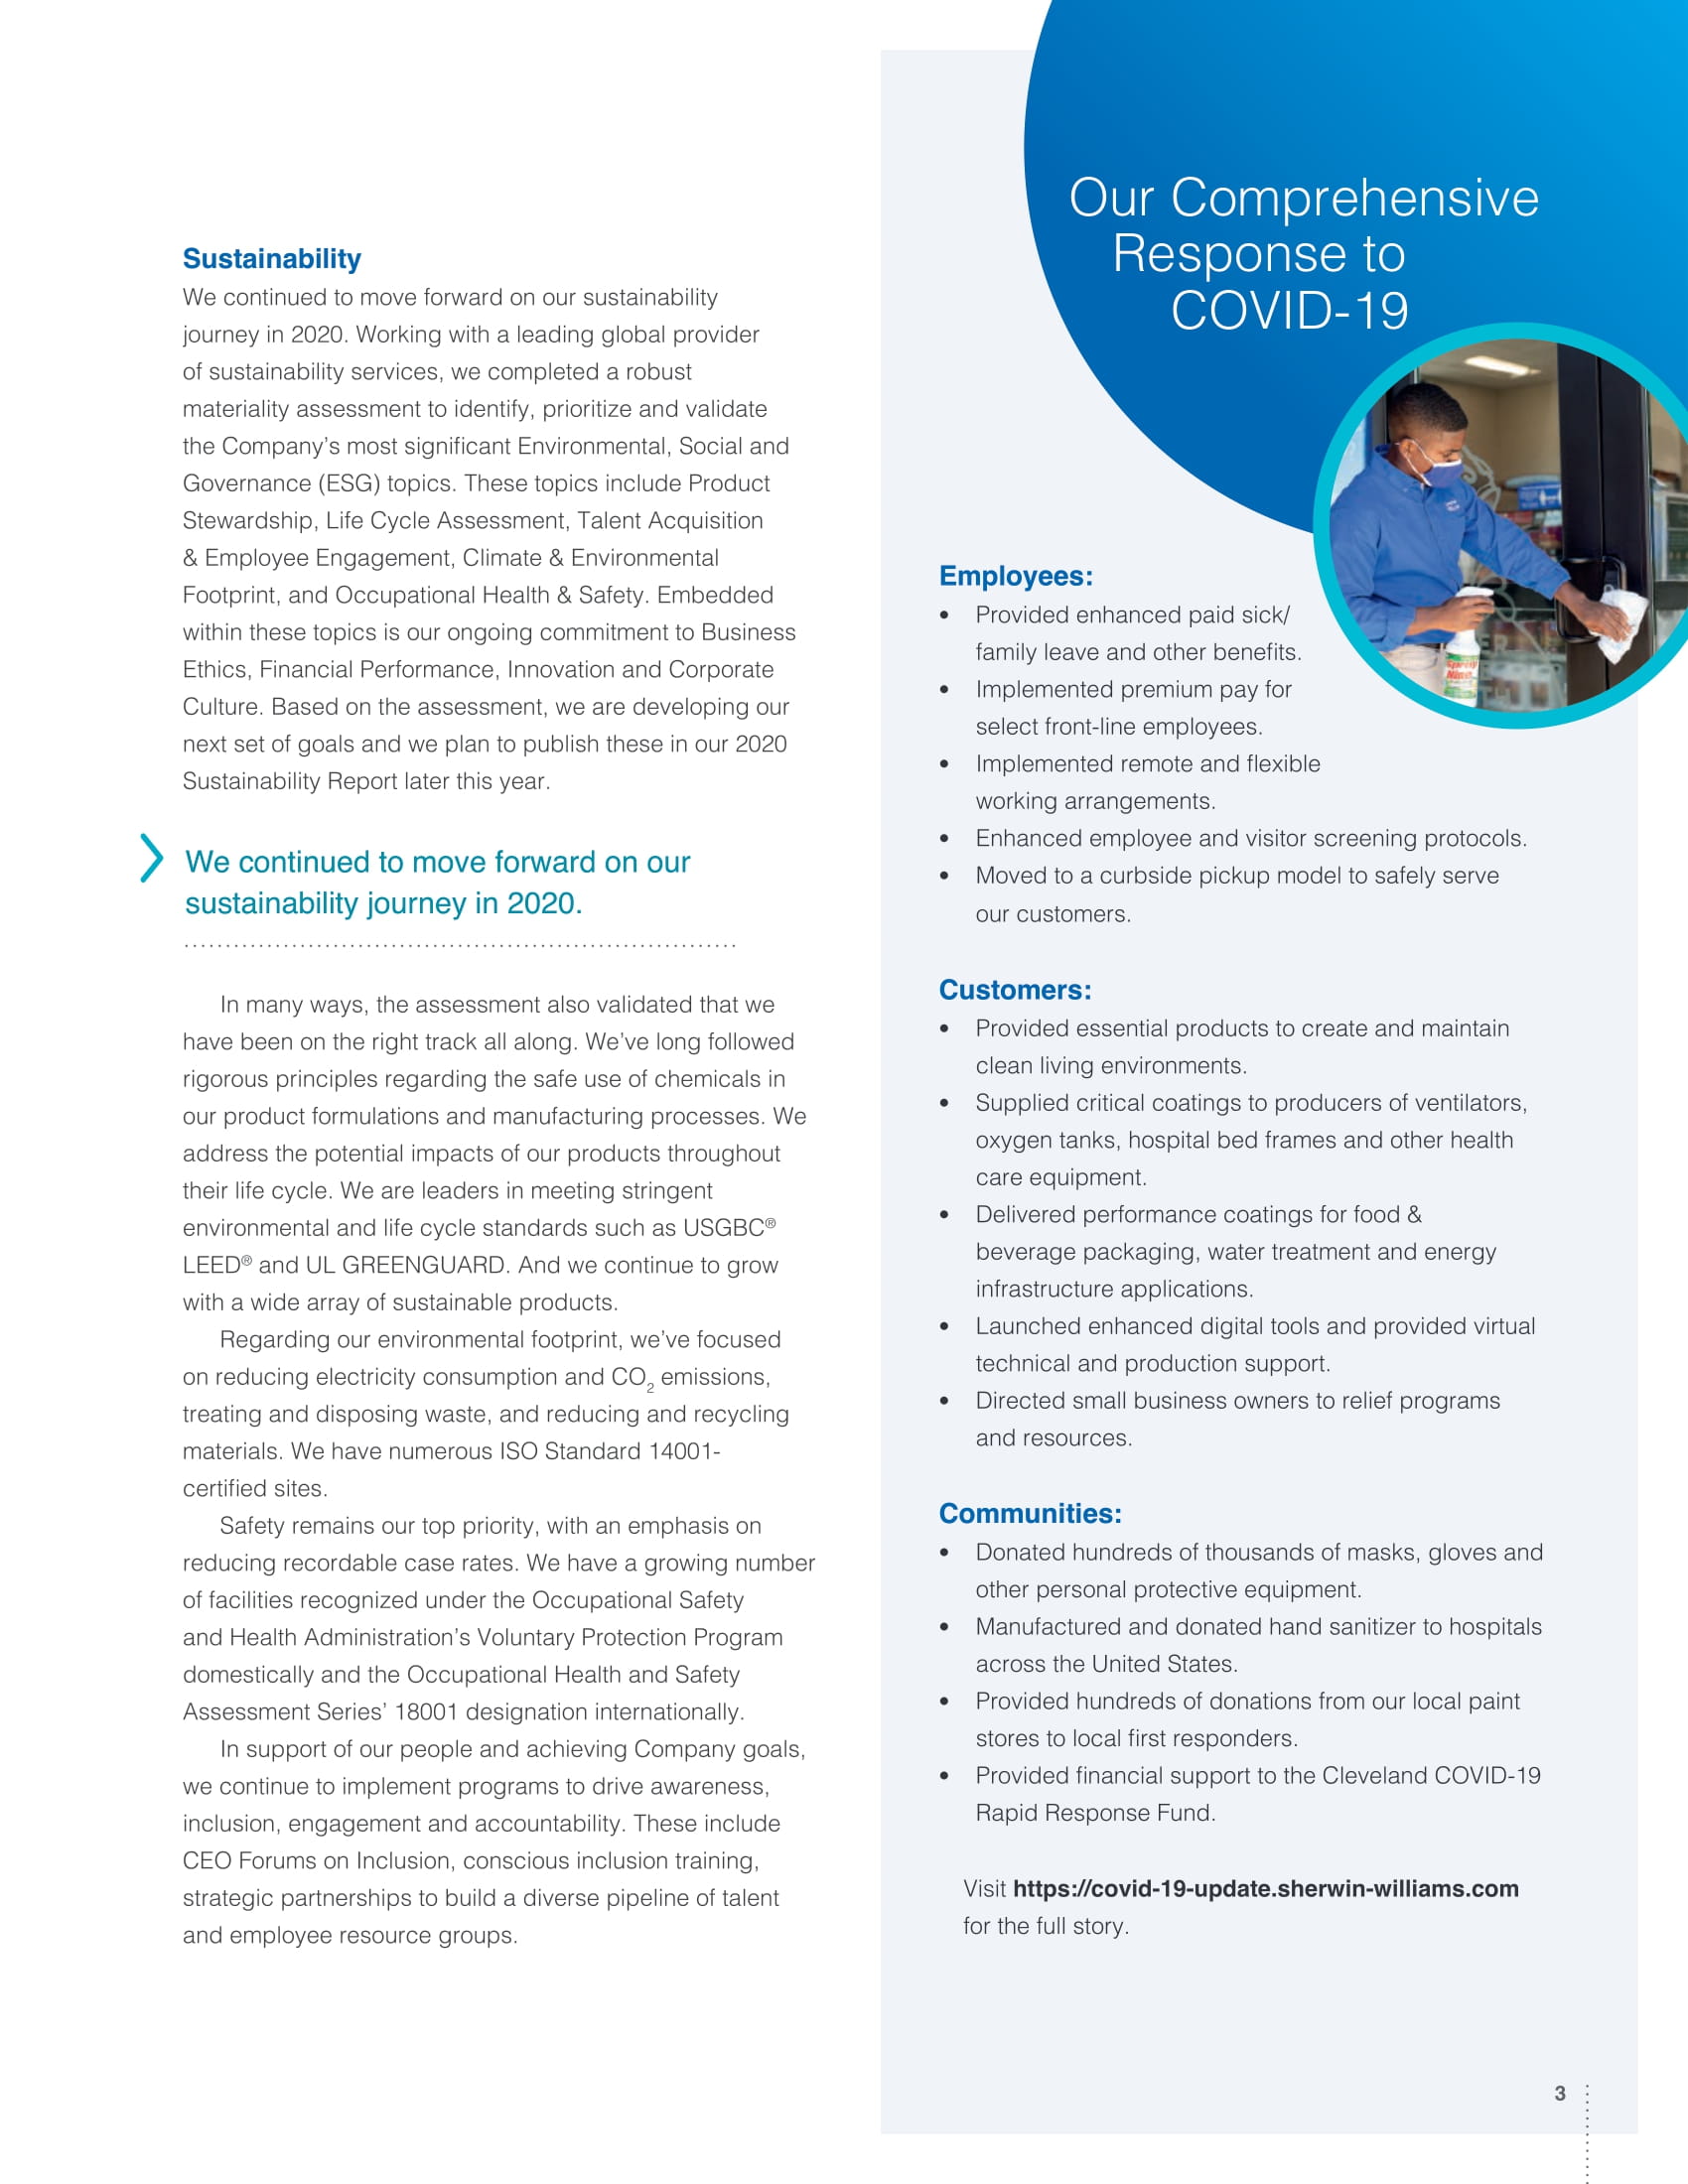 Sustainability
We continued to move forward on our sustainability
journey in 2020. Working with a leading global provider
of sustainability services, we completed a robust
materiality assessment to identify, prioritize and validate
the Company’s most significant Environmental, Social and
Governance (ESG) topics. These topics include Product
Stewardship, Life Cycle Assessment, Talent Acquisition
& Employee Engagement, Climate & Environmental
Footprint, and Occupational Health & Safety. Embedded
within these topics is our ongoing commitment to Business
Ethics, Financial Performance, Innovation and Corporate
Culture. Based on the assessment, we are developing our
next set of goals and we plan to publish these in our 2020
Sustainability Report later this year.
We continued to move forward on our
sustainability journey in 2020.
In many ways, the assessment also validated that we
have been on the right track all along. We’ve long followed
rigorous principles regarding the safe use of chemicals in
our product formulations and manufacturing processes. We
address the potential impacts of our products throughout
their life cycle. We are leaders in meeting stringent
environmental and life cycle standards such as USGBC®
LEED® and UL GREENGUARD. And we continue to grow
with a wide array of sustainable products.
Regarding our environmental footprint, we’ve focused
on reducing electricity consumption and CO₂ emissions,
treating and disposing waste, and reducing and recycling
materials. We have numerous ISO Standard 14001-
certified sites.
Safety remains our top priority, with an emphasis on
reducing recordable case rates. We have a growing number
of facilities recognized under the Occupational Safety
and Health Administration’s Voluntary Protection Program
domestically and the Occupational Health and Safety
Assessment Series’ 18001 designation internationally.
In support of our people and achieving Company goals,
we continue to implement programs to drive awareness,
inclusion, engagement and accountability. These include
CEO Forums on Inclusion, conscious inclusion training,
strategic partnerships to build a diverse pipeline of talent
and employee resource groups.
Our Comprehensive
Response to
COVID-19
Spray
Nine
Employees:
• Provided enhanced paid sick/
family leave and other benefits.
• Implemented premium pay for
select front-line employees.
• Implemented remote and flexible
working arrangements.
• Enhanced employee and visitor screening protocols.
• Moved to a curbside pickup model to safely serve
our customers.
Customers:
• Provided essential products to create and maintain
clean living environments.
• Supplied critical coatings to producers of ventilators,
oxygen tanks, hospital bed frames and other health
care equipment.
• Delivered performance coatings for food &
beverage packaging, water treatment and energy
infrastructure applications.
• Launched enhanced digital tools and provided virtual
technical and production support.
• Directed small business owners to relief programs
and resources.
Communities:
• Donated hundreds of thousands of masks, gloves and
other personal protective equipment.
• Manufactured and donated hand sanitizer to hospitals
across the United States.
• Provided hundreds of donations from our local paint
stores to local first responders.
• Provided financial support to the Cleveland COVID-19
Rapid Response Fund.
Visit https://covid-19-update.sherwin-williams.com
for the full story.
3